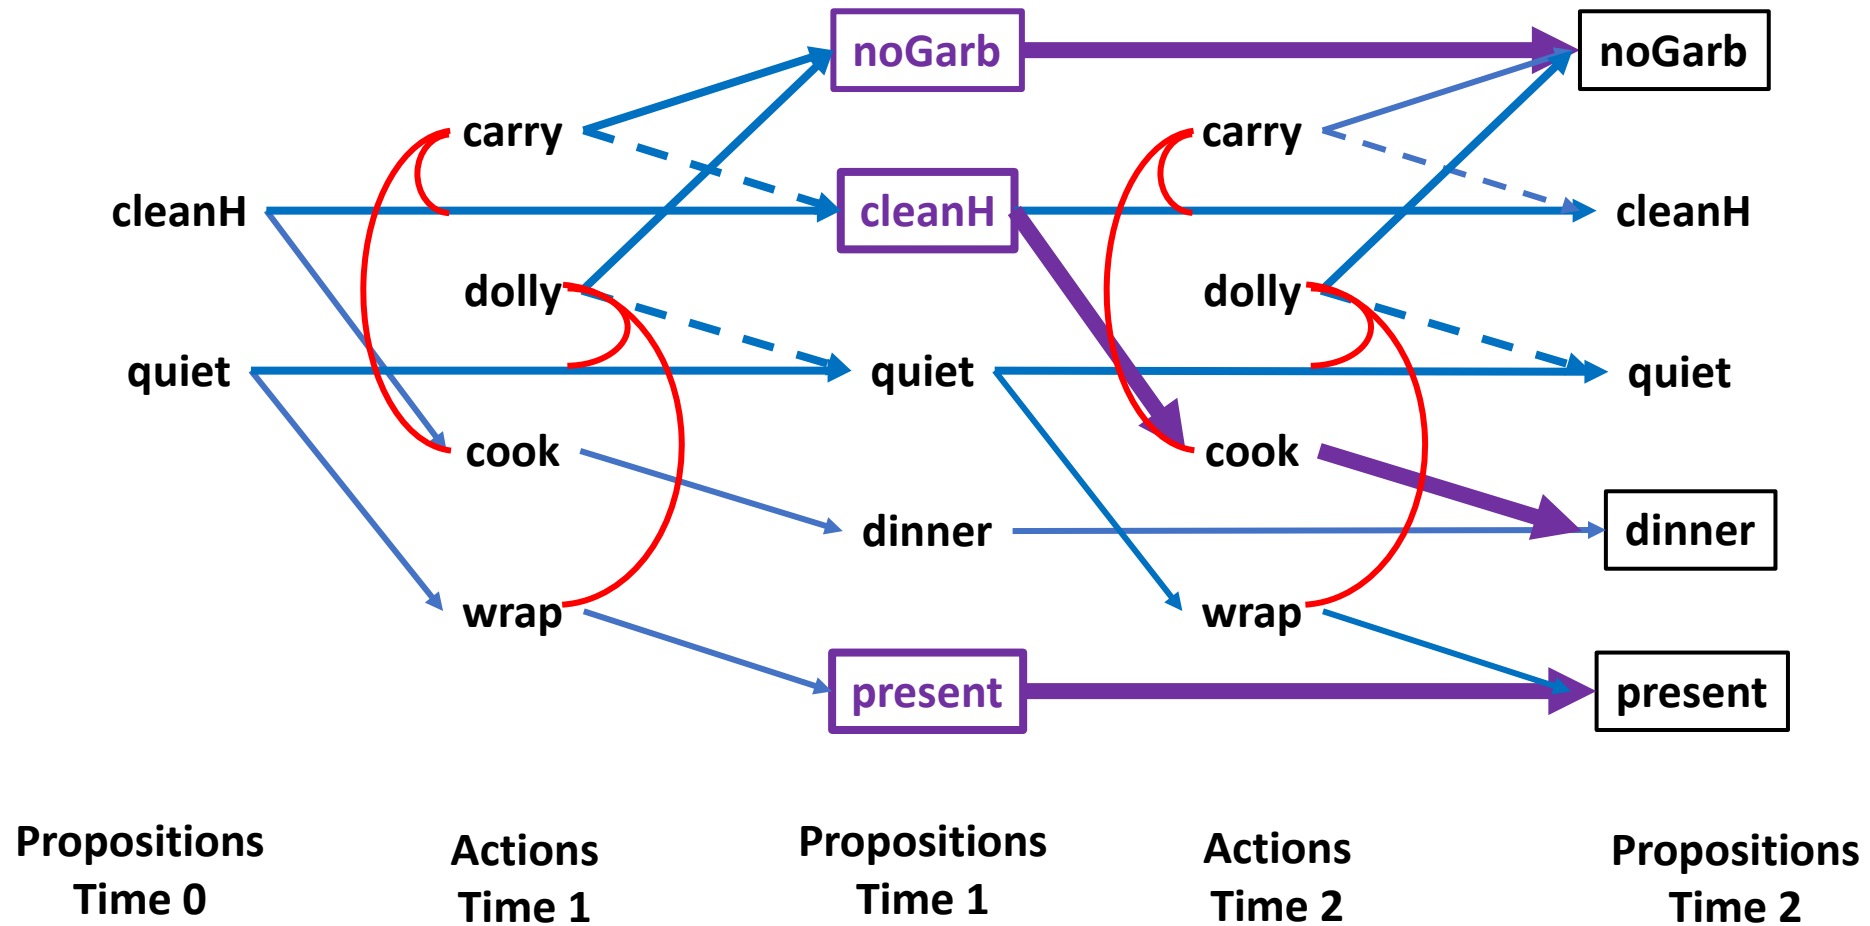 noGarb
noGarb
carry
carry
cleanH
cleanH
cleanH
dolly
dolly
quiet
quiet
quiet
cook
cook
dinner
dinner
wrap
wrap
present
present
Propositions
Time 0
Actions
Time 1
Propositions
Time 1
Actions
Time 2
Propositions
Time 2